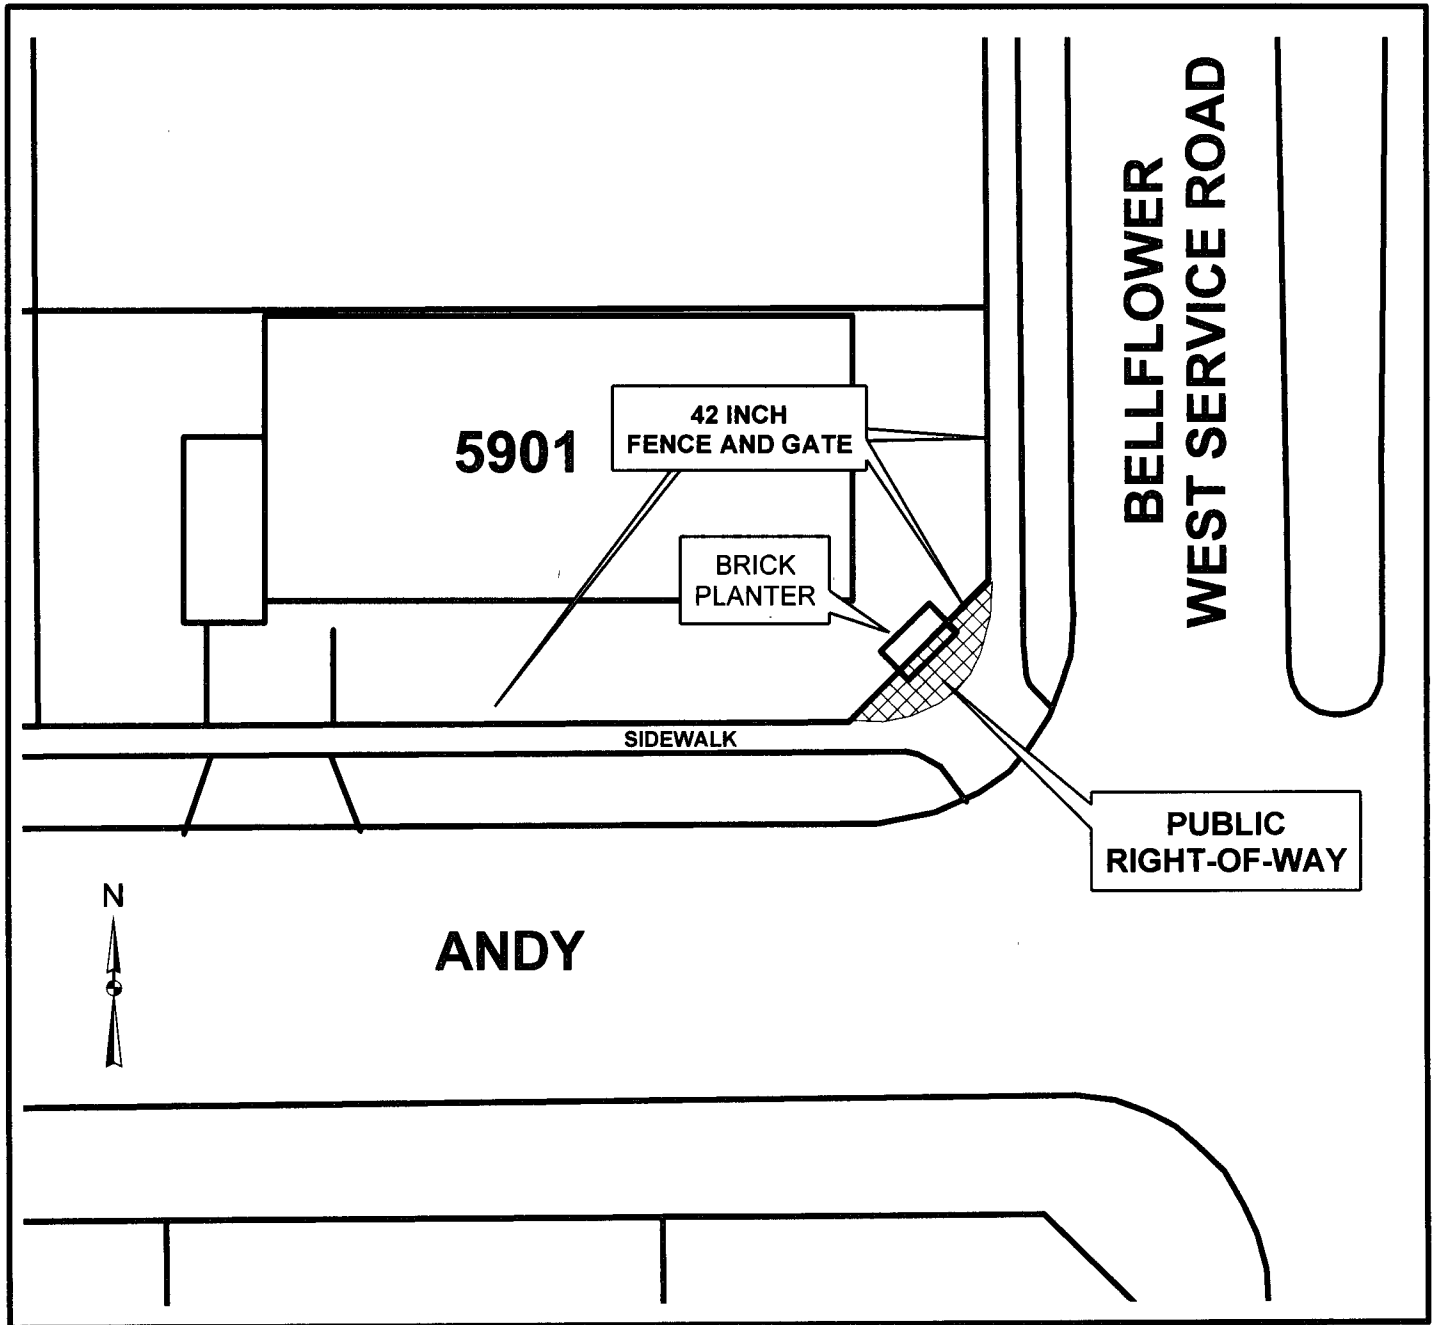 BELLFLOWER
WEST SERVICE ROAD
5901
42 INCH
FENCE AND GATE
BRICK
PLANTER
SIDEWALK
PUBLIC
RIGHT-OF-WAY
N
ANDY